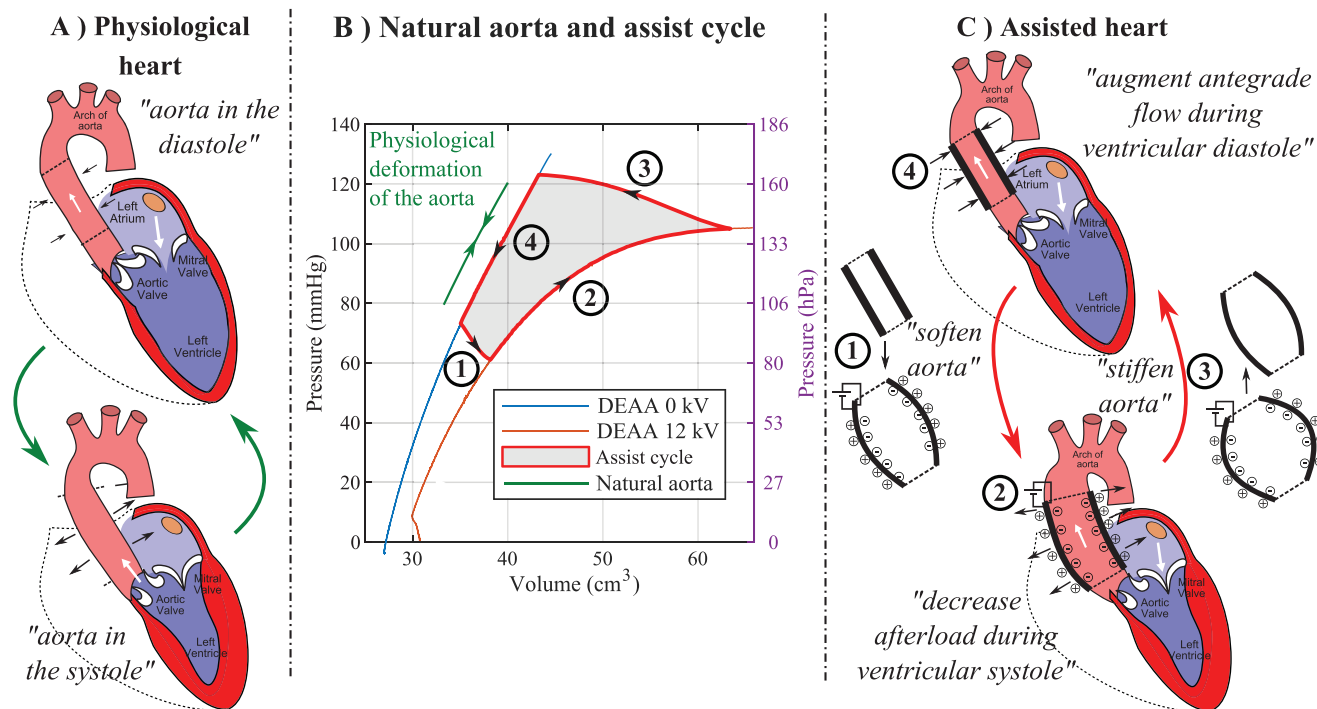 A ) Physiological
heart
"aorta in the
diastole"
Arch of
aorta
Left
Atrium
Mitral
Valve
Aortic
Valve
Left
Ventricle
Arch of
aorta
Mitral
Valve
Aortic
Valve
Left
Ventricle
"aorta in
the systole"
B ) Natural aorta and assist cycle
Pressure (mmHg)
140
120
100
80
60
40
20
0
Physiological
deformation
of the aorta
1
2
3
4
DEAA 0 kV
DEAA 12 kV
Assist cycle
Natural aorta
30
40
50
60
Volume (cm³)
Pressure (hPa)
186
160
133
106
80
53
27
0
C ) Assisted heart
"augment antegrade
flow during
ventricular diastole"
Arch of
aorta
4
Left
Atrium
Mitral
Valve
Aortic
Valve
Left
Ventricle
1
"soften
aorta"
"stiffen
aorta"
3
2
Arch of
aorta
Mitral
Valve
Aortic
Valve
Left
Ventricle
"decrease
afterload during
ventricular systole"